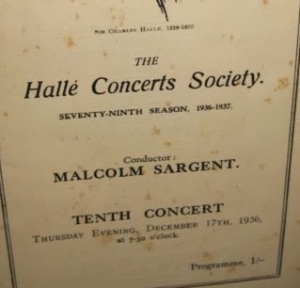 Sir Charles Hallé, 1819-1895
THE
Hallé Concerts Society.
SEVENTY-NINTH SEASON, 1936-1937.
Conductor:
MALCOLM SARGENT.
TENTH CONCERT
Thursday Evening, December 17th, 1936,
at 7-30 o'clock.
Programme, 1/-